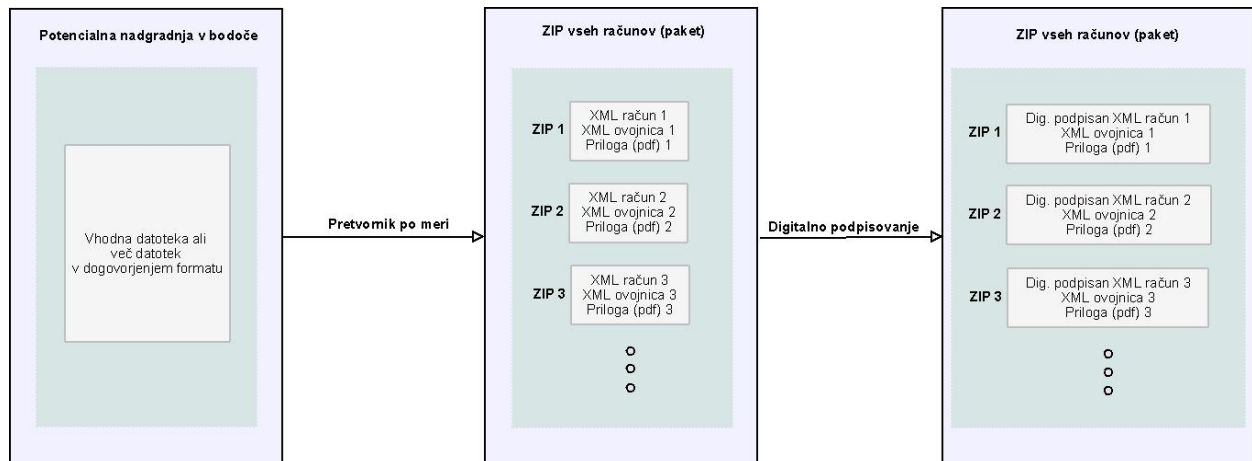 Potencialna nadgradnja v bodoče
Vhodna datoteka ali
več datotek
v dogovorjenjem formatu
Pretvornik po meri
ZIP vseh računov (paket)
ZIP 1
XML račun 1
XML ovojnica 1
Priloga (pdf) 1
ZIP 2
XML račun 2
XML ovojnica 2
Priloga (pdf) 2
ZIP 3
XML račun 3
XML ovojnica 3
Priloga (pdf) 3
Digitalno podpisovanje
ZIP vseh računov (paket)
ZIP 1
Dig. podpisan XML račun 1
XML ovojnica 1
Priloga (pdf) 1
ZIP 2
Dig. podpisan XML račun 2
XML ovojnica 2
Priloga (pdf) 2
ZIP 3
Dig. podpisan XML račun 3
XML ovojnica 3
Priloga (pdf) 3